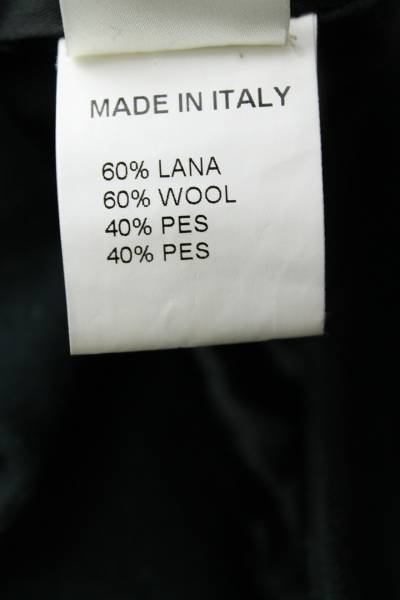 MADE IN ITALY
60% LANA
60% WOOL
40% PES
40% PES